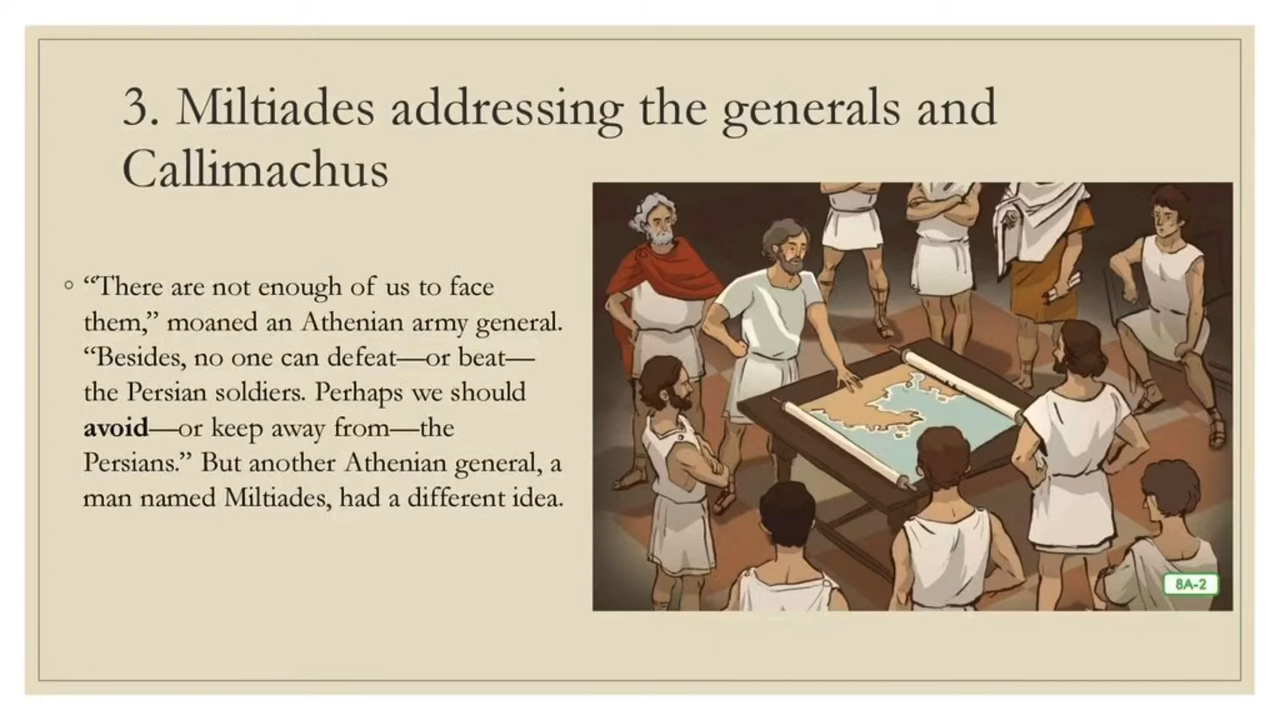 3. Miltiades addressing the generals and
Callimachus
“There are not enough of us to face
them,” moaned an Athenian army general.
“Besides, no one can defeat—or beat—
the Persian soldiers. Perhaps we should
avoid—or keep away from—the
Persians.” But another Athenian general, a
man named Miltiades, had a different idea.
8A-2